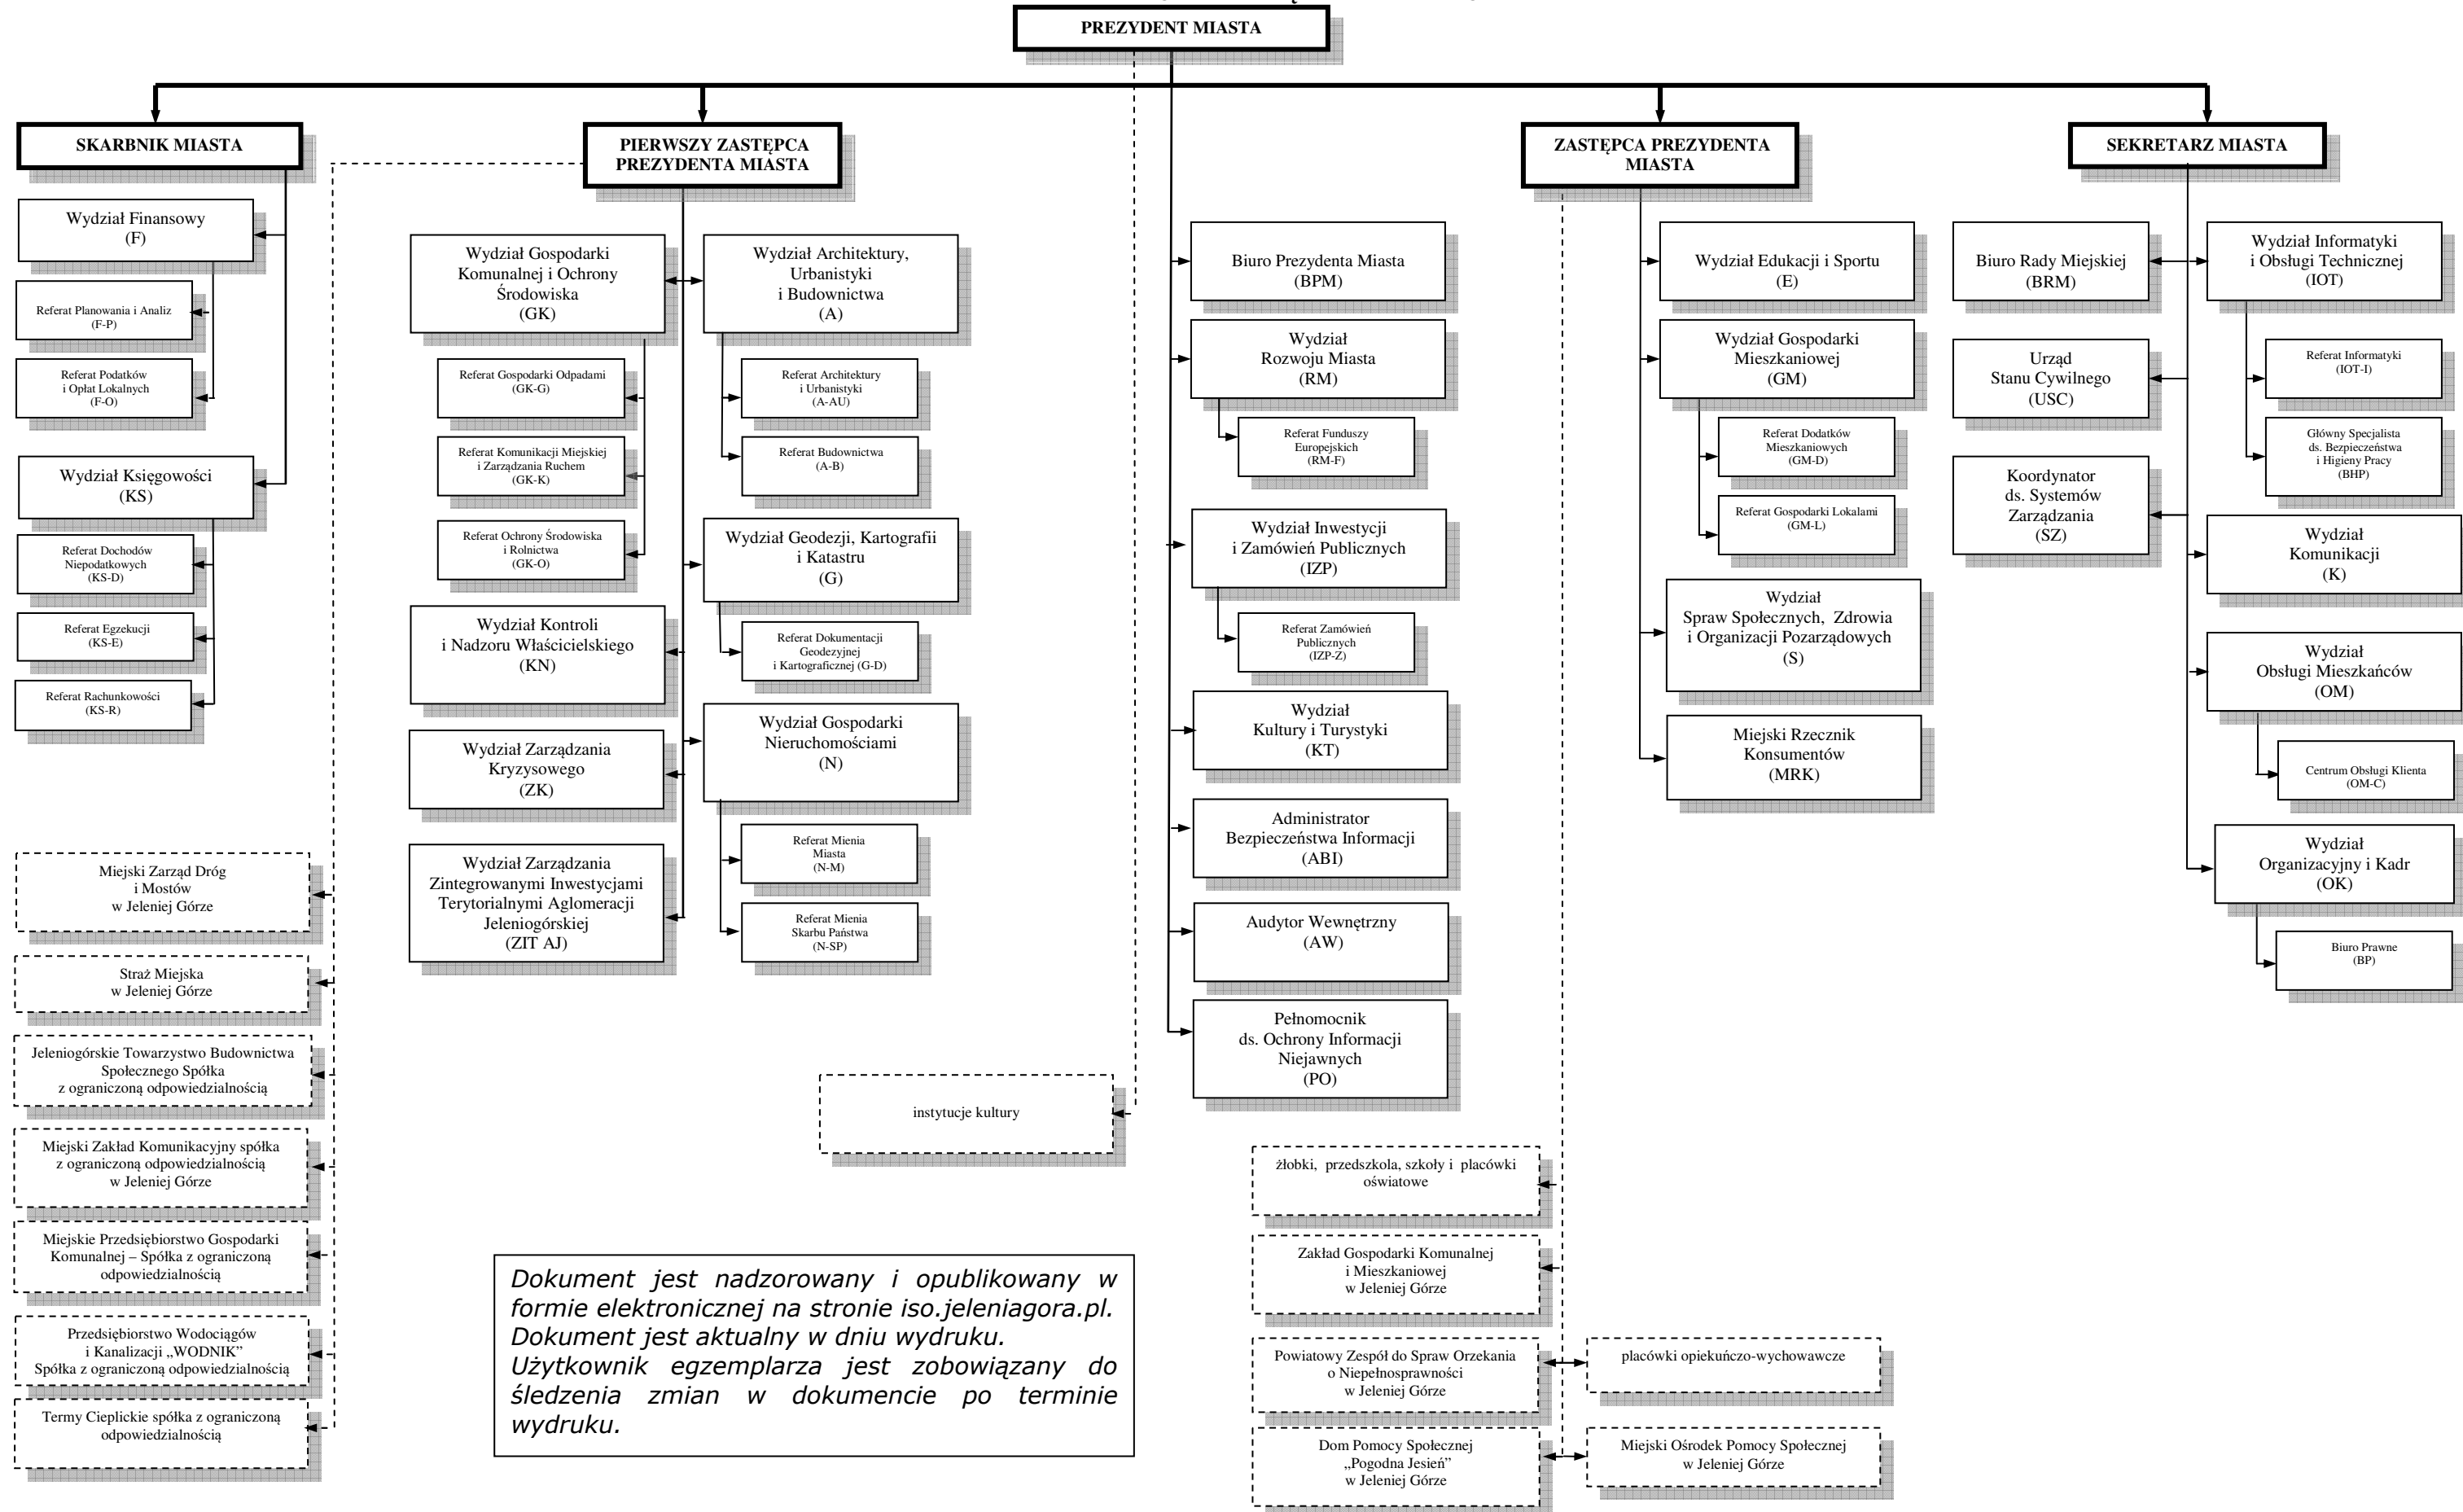 PREZYDENT MIASTA
SKARBNIK MIASTA
Wydział Finansowy
(F)
Referat Planowania i Analiz
(F-P)
Referat Podatków
i Opłat Lokalnych
(F-O)
Wydział Księgowości
(KS)
Referat Dochodów
Niepodatkowych
(KS-D)
Referat Egzekucji
(KS-E)
Referat Rachunkowości
(KS-R)
PIERWSZY ZASTĘPCA
PREZYDENTA MIASTA
Wydział Gospodarki
Komunalnej i Ochrony
Środowiska
(GK)
Referat Gospodarki Odpadami
(GK-G)
Referat Komunikacji Miejskiej
i Zarządzania Ruchem
(GK-K)
Referat Ochrony Środowiska
i Rolnictwa
(GK-O)
Wydział Kontroli
i Nadzoru Właścicielskiego
(KN)
Wydział Zarządzania
Kryzysowego
(ZK)
Wydział Zarządzania
Zintegrowanymi Inwestycjami
Terytorialnymi Aglomeracji
Jeleniogórskiej
(ZIT AJ)
Wydział Architektury,
Urbanistyki
i Budownictwa
(A)
Referat Architektury
i Urbanistyki
(A-AU)
Referat Budownictwa
(A-B)
Wydział Geodezji, Kartografii
i Katastru
(G)
Referat Dokumentacji
Geodezyjnej
i Kartograficznej (G-D)
Wydział Gospodarki
Nieruchomościami
(N)
Referat Mienia
Miasta
(N-M)
Referat Mienia
Skarbu Państwa
(N-SP)
Biuro Prezydenta Miasta
(BPM)
Wydział
Rozwoju Miasta
(RM)
Referat Funduszy
Europejskich
(RM-F)
Wydział Inwestycji
i Zamówień Publicznych
(IZP)
Referat Zamówień
Publicznych
(IZP-Z)
Wydział
Kultury i Turystyki
(KT)
Administrator
Bezpieczeństwa Informacji
(ABI)
Audytor Wewnętrzny
(AW)
Pełnomocnik
ds. Ochrony Informacji
Niejawnych
(PO)
ZASTĘPCA PREZYDENTA
MIASTA
Wydział Edukacji i Sportu
(E)
Wydział Gospodarki
Mieszkaniowej
(GM)
Referat Dodatków
Mieszkaniowych
(GM-D)
Referat Gospodarki Lokalami
(GM-L)
Wydział
Spraw Społecznych, Zdrowia
i Organizacji Pozarządowych
(S)
Miejski Rzecznik
Konsumentów
(MRK)
SEKRETARZ MIASTA
Biuro Rady Miejskiej
(BRM)
Urząd
Stanu Cywilnego
(USC)
Koordynator
ds. Systemów
Zarządzania
(SZ)
Wydział Informatyki
i Obsługi Technicznej
(IOT)
Referat Informatyki
(IOT-I)
Główny Specjalista
ds. Bezpieczeństwa
i Higieny Pracy
(BHP)
Wydział
Komunikacji
(K)
Wydział
Obsługi Mieszkańców
(OM)
Centrum Obsługi Klienta
(OM-C)
Wydział
Organizacyjny i Kadr
(OK)
Biuro Prawne
(BP)
Miejski Zarząd Dróg
i Mostów
w Jeleniej Górze
Straż Miejska
w Jeleniej Górze
Jeleniogórskie Towarzystwo Budownictwa
Społecznego Spółka
z ograniczoną odpowiedzialnością
Miejski Zakład Komunikacyjny spółka
z ograniczoną odpowiedzialnością
w Jeleniej Górze
Miejskie Przedsiębiorstwo Gospodarki
Komunalnej – Spółka z ograniczoną
odpowiedzialnością
Przedsiębiorstwo Wodociągów
i Kanalizacji „WODNIK”
Spółka z ograniczoną odpowiedzialnością
Termy Cieplickie spółka z ograniczoną
odpowiedzialnością
instytucje kultury
Dokument jest nadzorowany i opublikowany w
formie elektronicznej na stronie iso.jeleniagora.pl.
Dokument jest aktualny w dniu wydruku.
Użytkownik egzemplarza jest zobowiązany do
śledzenia zmian w dokumencie po terminie
wydruku.
żłobki, przedszkola, szkoły i placówki
oświatowe
Zakład Gospodarki Komunalnej
i Mieszkaniowej
w Jeleniej Górze
Powiatowy Zespół do Spraw Orzekania
o Niepełnosprawności
w Jeleniej Górze
placówki opiekuńczo-wychowawcze
Dom Pomocy Społecznej
„Pogodna Jesień”
w Jeleniej Górze
Miejski Ośrodek Pomocy Społecznej
w Jeleniej Górze